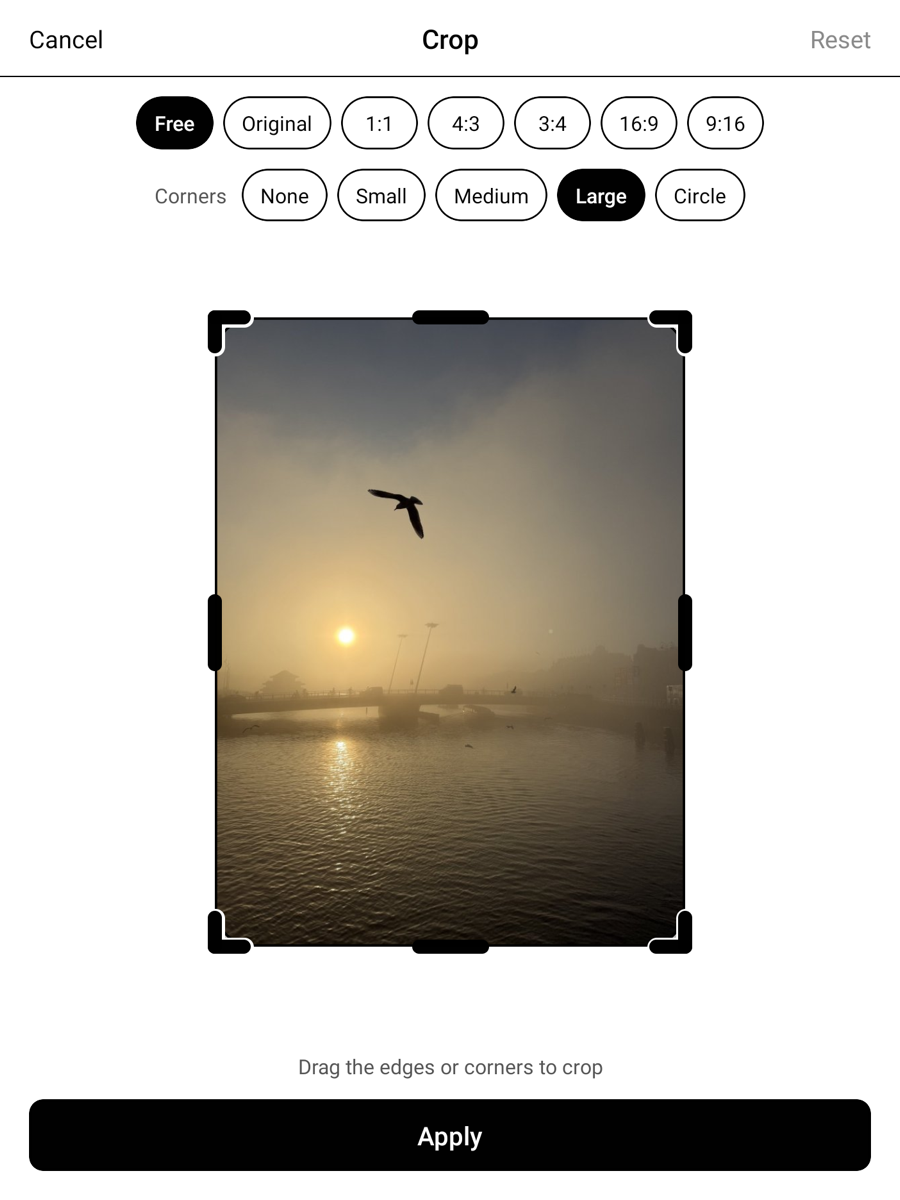 Cancel Crop Reset
Free Original 1:1 4:3 3:4 16:9 9:16
Corners None Small Medium Large Circle
Drag the edges or corners to crop
Apply